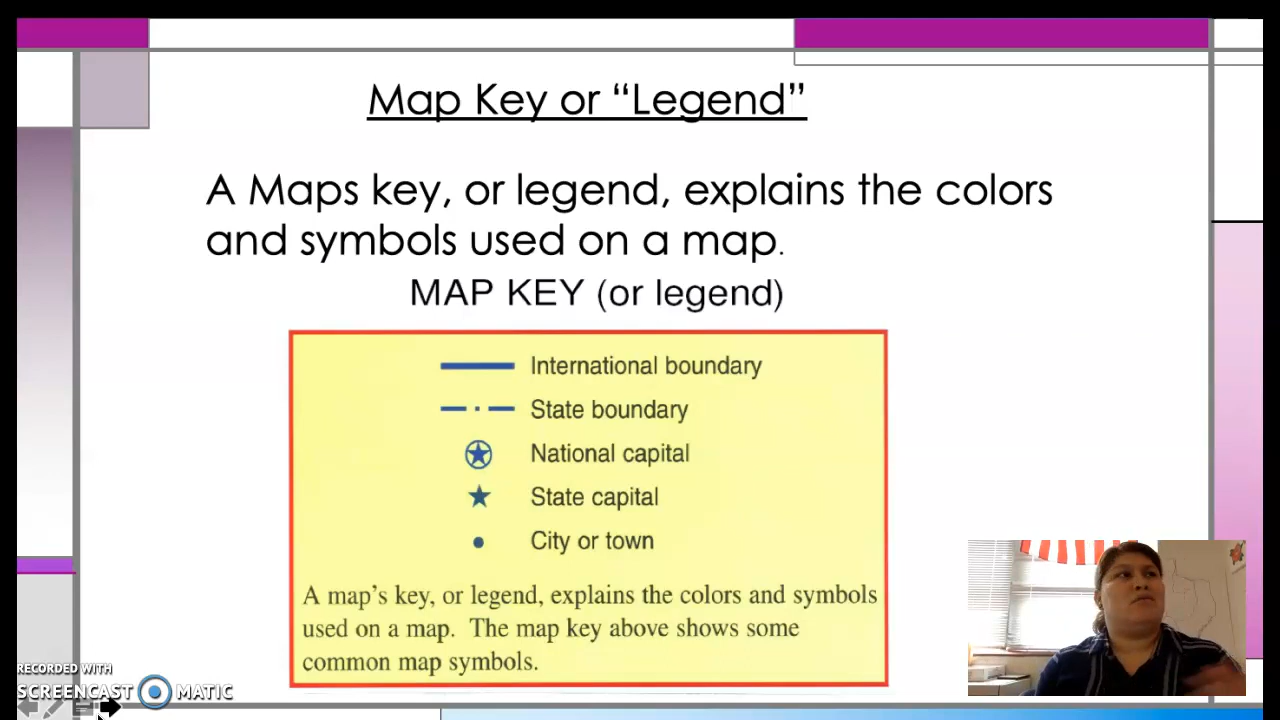 Map Key or “Legend”
A Maps key, or legend, explains the colors
and symbols used on a map.
MAP KEY (or legend)
International boundary
State boundary
National capital
State capital
City or town
A map's key, or legend, explains the colors and symbols
used on a map. The map key above shows some
common map symbols.
RECORDED WITH
SCREENCAST MATIC